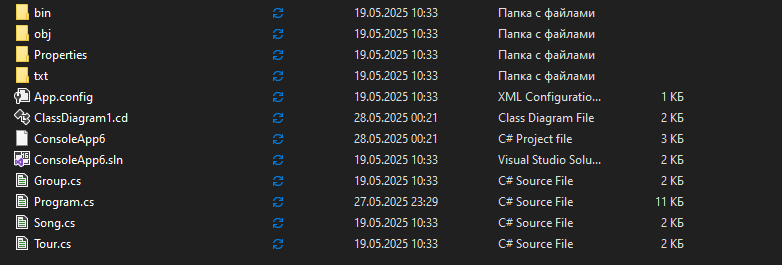 bin 19.05.2025 10:33 Папка с файлами
obj 19.05.2025 10:33 Папка с файлами
Properties 19.05.2025 10:33 Папка с файлами
txt 19.05.2025 10:33 Папка с файлами
App.config 19.05.2025 10:33 XML Configuratio... 1 КБ
ClassDiagram1.cd 28.05.2025 00:21 Class Diagram File 2 КБ
ConsoleApp6 28.05.2025 00:21 C# Project file 3 КБ
ConsoleApp6.sln 19.05.2025 10:33 Visual Studio Solu... 2 КБ
Group.cs 19.05.2025 10:33 C# Source File 2 КБ
Program.cs 27.05.2025 23:29 C# Source File 11 КБ
Song.cs 19.05.2025 10:33 C# Source File 2 КБ
Tour.cs 19.05.2025 10:33 C# Source File 2 КБ